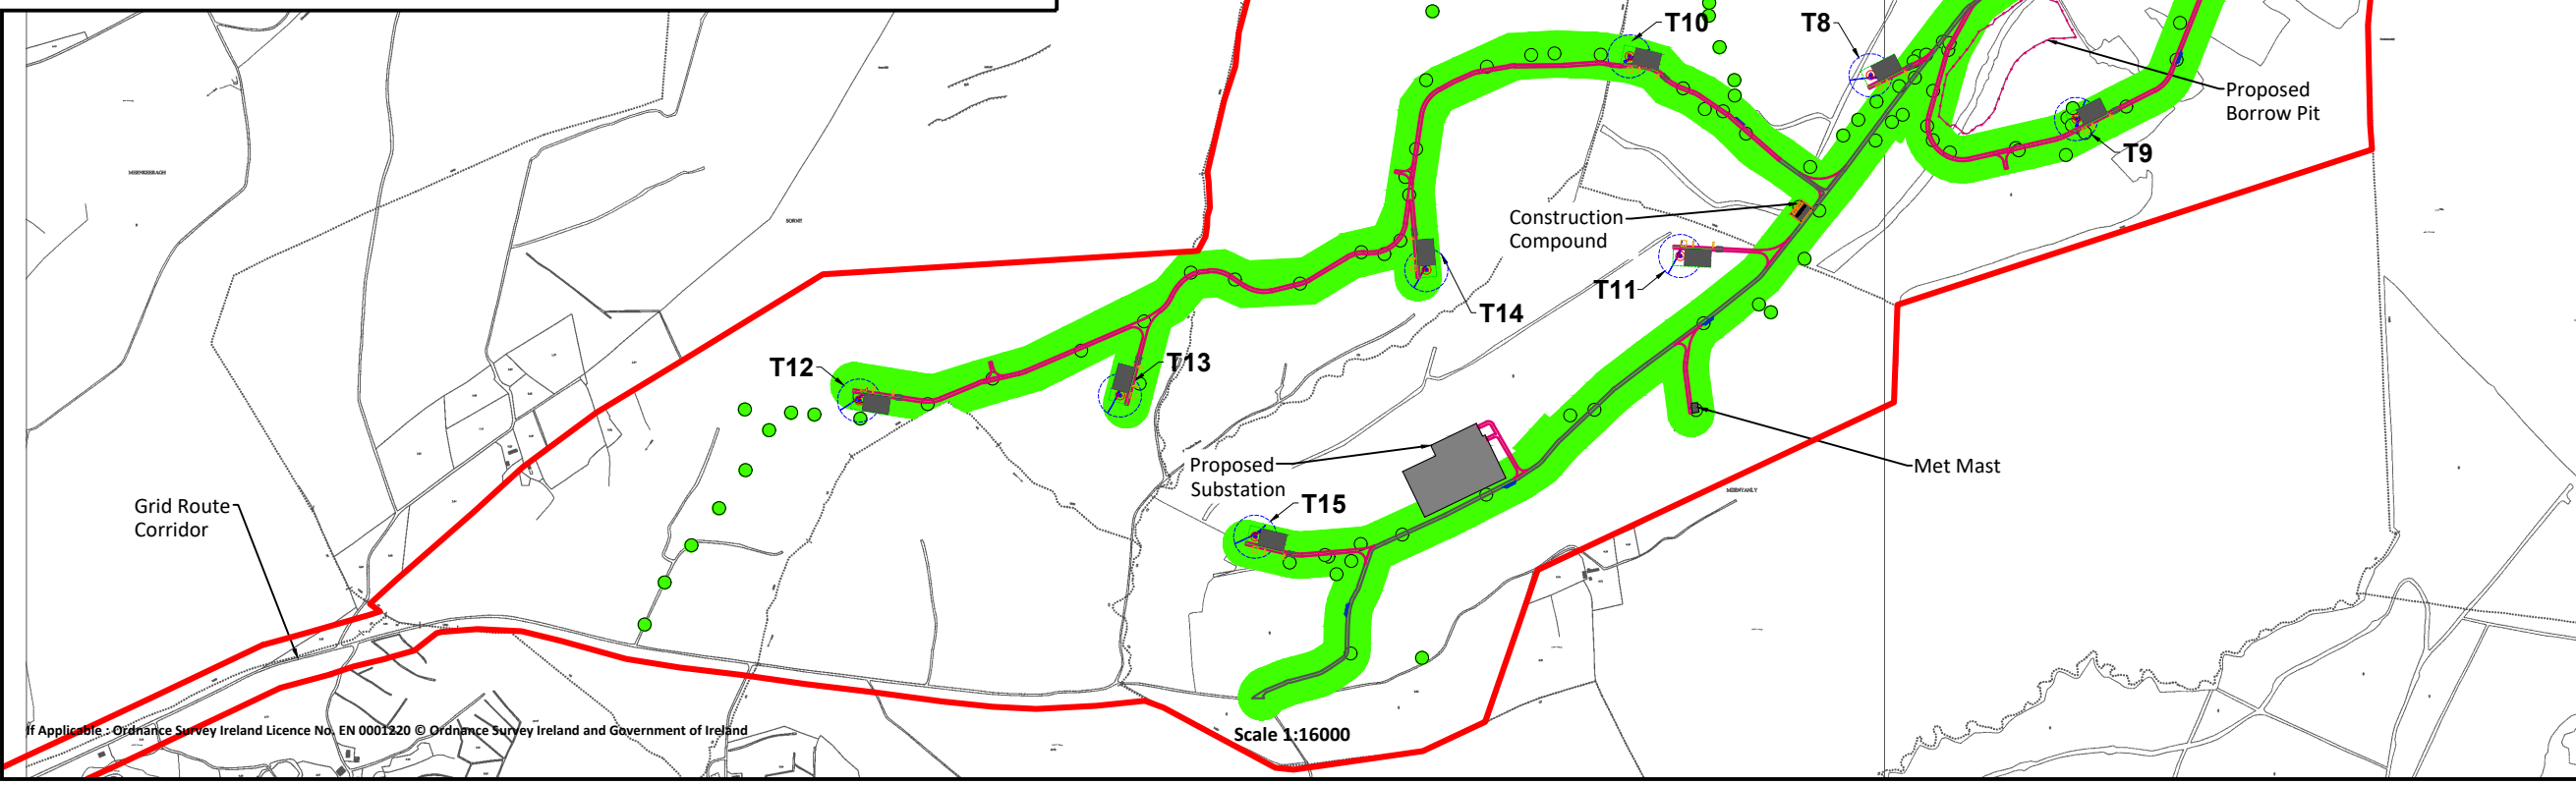 T10
T8
Proposed
Borrow Pit
T9
Construction
Compound
T11
T14
T12
T13
Proposed
Substation
Met Mast
T15
Grid Route
Corridor
If Applicable : Ordnance Survey Ireland Licence No. EN 0001220 © Ordnance Survey Ireland and Government of Ireland
Scale 1:16000